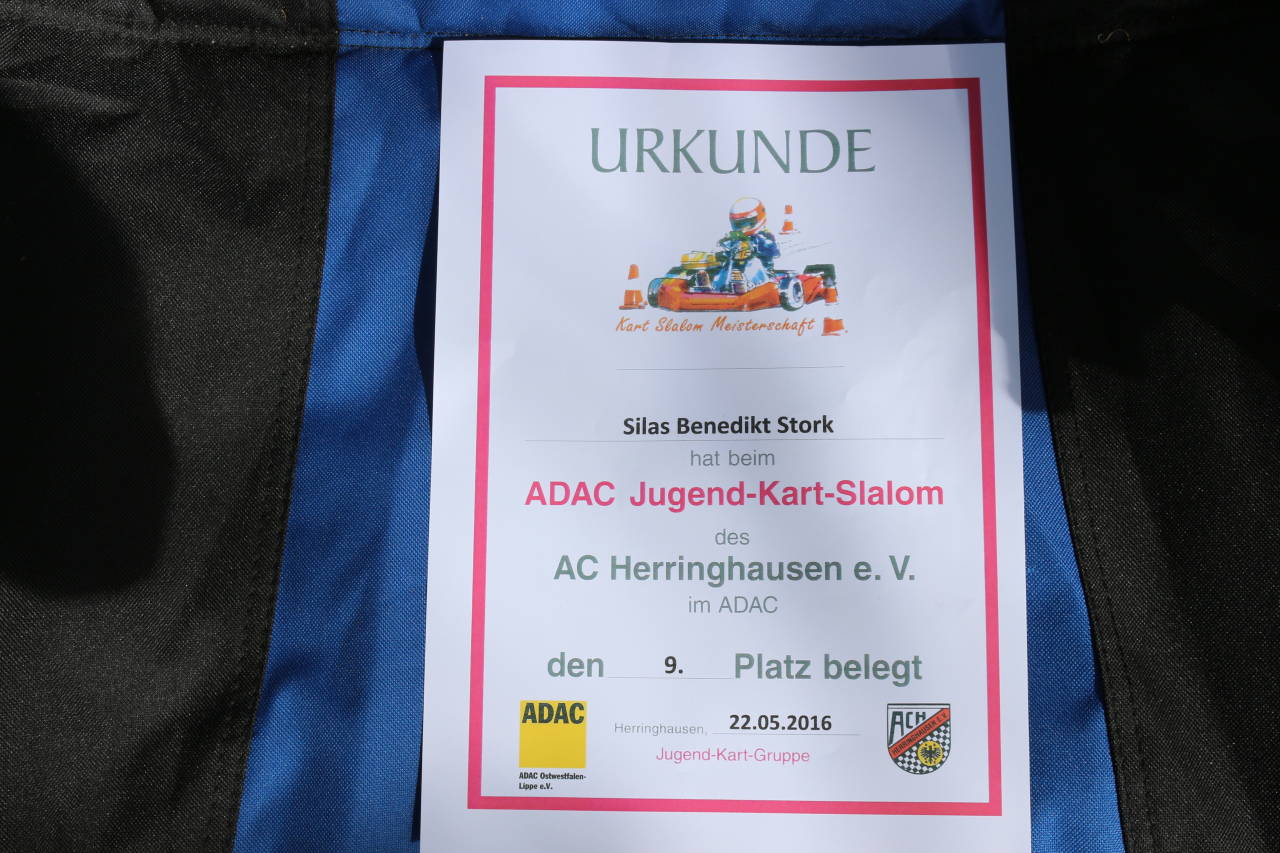 URKUNDE
Kart Slalom Meisterschaft
Silas Benedikt Stork
hat beim
ADAC Jugend-Kart-Slalom
des
AC Herringhausen e. V.
im ADAC
den 9. Platz belegt
ADAC
ADAC Ostwestfalen-
Lippe e.V.
Herringhausen, 22.05.2016
Jugend-Kart-Gruppe
ACH
HERRINGHAUSEN E.V.